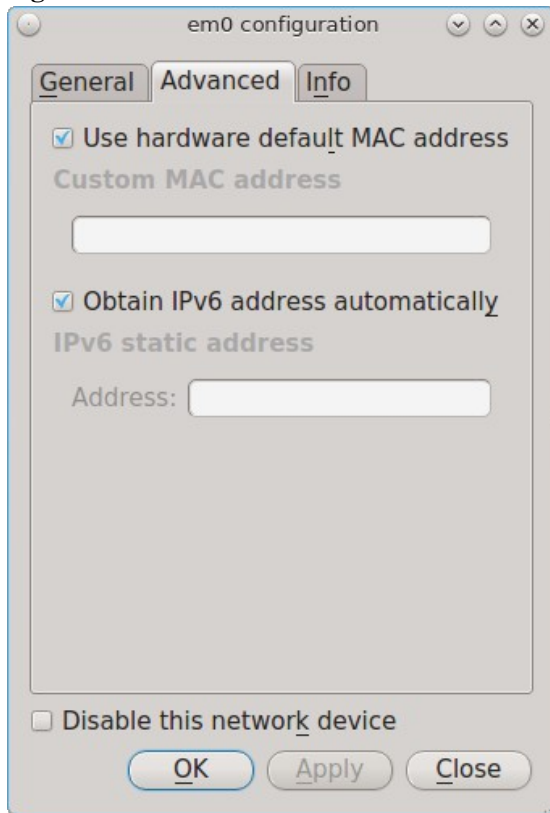 em0 configuration
General Advanced Info
Use hardware default MAC address
Custom MAC address
Obtain IPv6 address automatically
IPv6 static address
Address:
Disable this network device
OK Apply Close